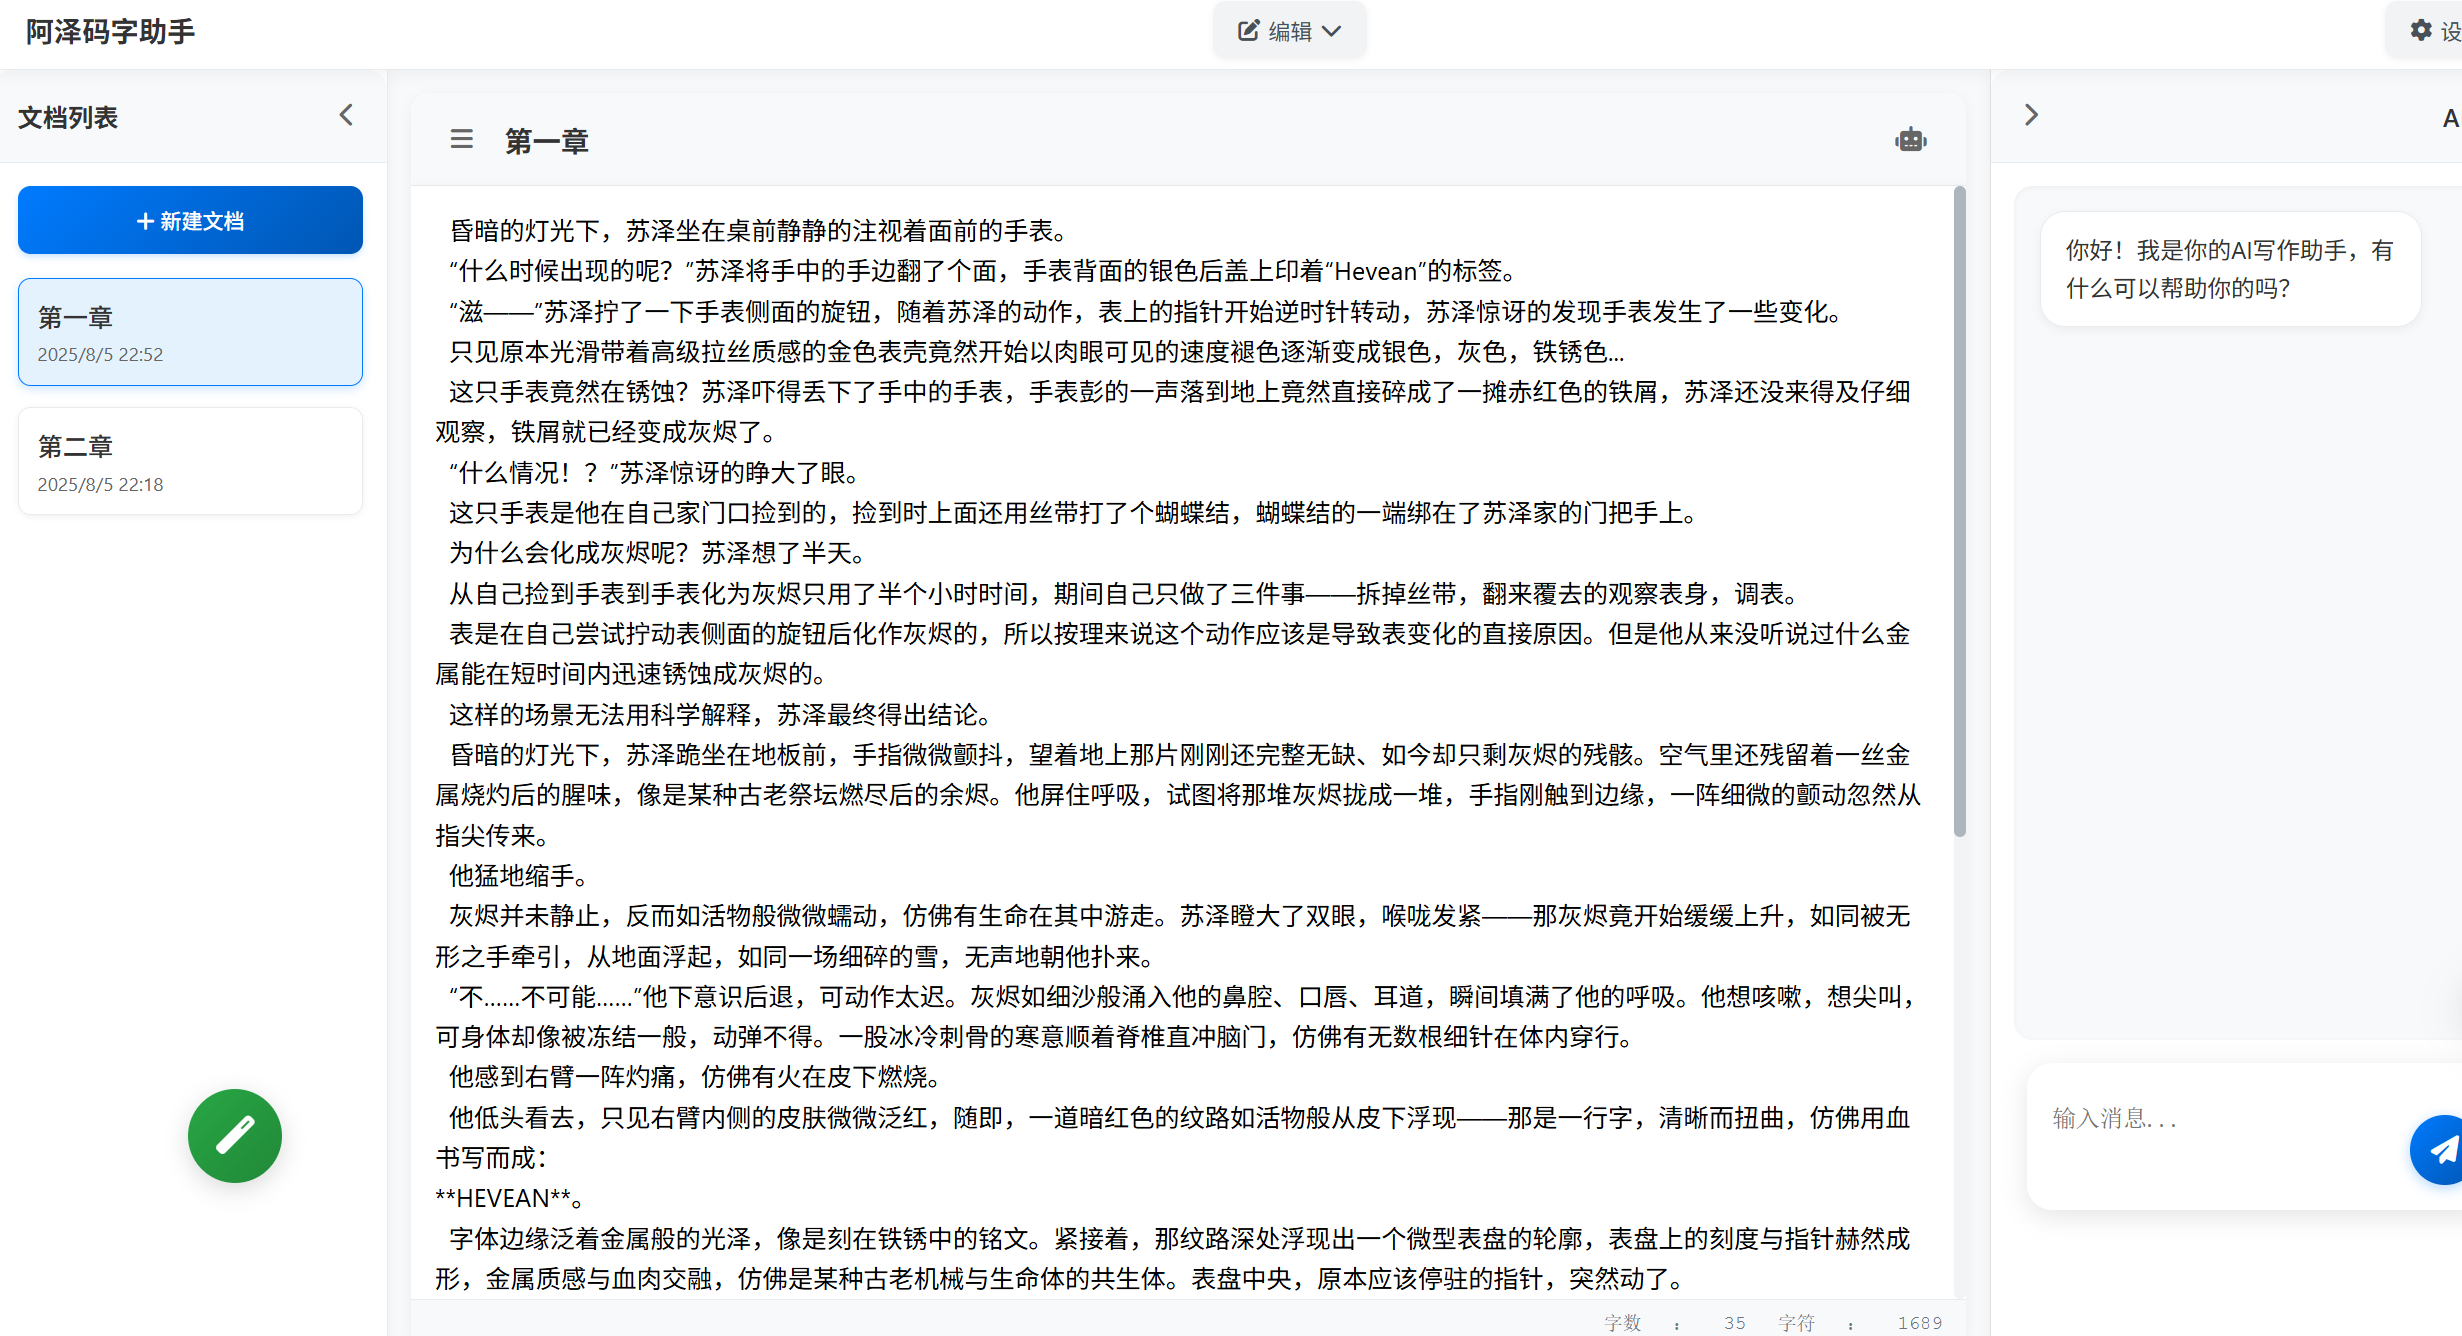 阿泽码字助手
编辑
设
文档列表
新建文档
第一章
2025/8/5 22:52
第二章
2025/8/5 22:18
第一章
昏暗的灯光下，苏泽坐在桌前静静的注视着面前的手表。
“什么时候出现的呢？”苏泽将手中的手边翻了个面，手表背面的银色后盖上印着“Hevean”的标签。
“滋——”苏泽拧了一下手表侧面的旋钮，随着苏泽的动作，表上的指针开始逆时针转动，苏泽惊讶的发现手表发生了一些变化。
只见原本光滑带着高级拉丝质感的金色表壳竟然开始以肉眼可见的速度褪色逐渐变成银色，灰色，铁锈色...
这只手表竟然在锈蚀？苏泽吓得丢下了手中的手表，手表彭的一声落到地上竟然直接碎成了一摊赤红色的铁屑，苏泽还没来得及仔细
观察，铁屑就已经变成灰烬了。
“什么情况！？”苏泽惊讶的睁大了眼。
这只手表是他在自己家门口捡到的，捡到时上面还用丝带打了个蝴蝶结，蝴蝶结的一端绑在了苏泽家的门把手上。
为什么会化成灰烬呢？苏泽想了半天。
从自己捡到手表到手表化为灰烬只用了半个小时时间，期间自己只做了三件事——拆掉丝带，翻来覆去的观察表身，调表。
表是在自己尝试拧动表侧面的旋钮后化作灰烬的，所以按理来说这个动作应该是导致表变化的直接原因。但是他从来没听说过什么金
属能在短时间内迅速锈蚀成灰烬的。
这样的场景无法用科学解释，苏泽最终得出结论。
昏暗的灯光下，苏泽跪坐在地板前，手指微微颤抖，望着地上那片刚刚还完整无缺、如今却只剩灰烬的残骸。空气里还残留着一丝金
属烧灼后的腥味，像是某种古老祭坛燃尽后的余烬。他屏住呼吸，试图将那堆灰烬拢成一堆，手指刚触到边缘，一阵细微的颤动忽然从
指尖传来。
他猛地缩手。
灰烬并未静止，反而如活物般微微蠕动，仿佛有生命在其中游走。苏泽瞪大了双眼，喉咙发紧——那灰烬竟开始缓缓上升，如同被无
形之手牵引，从地面浮起，如同一场细碎的雪，无声地朝他扑来。
“不……不可能……”他下意识后退，可动作太迟。灰烬如细沙般涌入他的鼻腔、口唇、耳道，瞬间填满了他的呼吸。他想咳嗽，想尖叫，
可身体却像被冻结一般，动弹不得。一股冰冷刺骨的寒意顺着脊椎直冲脑门，仿佛有无数根细针在体内穿行。
他感到右臂一阵灼痛，仿佛有火在皮下燃烧。
他低头看去，只见右臂内侧的皮肤微微泛红，随即，一道暗红色的纹路如活物般从皮下浮现——那是一行字，清晰而扭曲，仿佛用血
书写而成：
**HEVEAN**。
字体边缘泛着金属般的光泽，像是刻在铁锈中的铭文。紧接着，那纹路深处浮现出一个微型表盘的轮廓，表盘上的刻度与指针赫然成
形，金属质感与血肉交融，仿佛是某种古老机械与生命体的共生体。表盘中央，原本应该停驻的指针，突然动了。
字数 : 35 字符 : 1689
A
你好！我是你的AI写作助手，有
什么可以帮助你的吗？
输入消息...